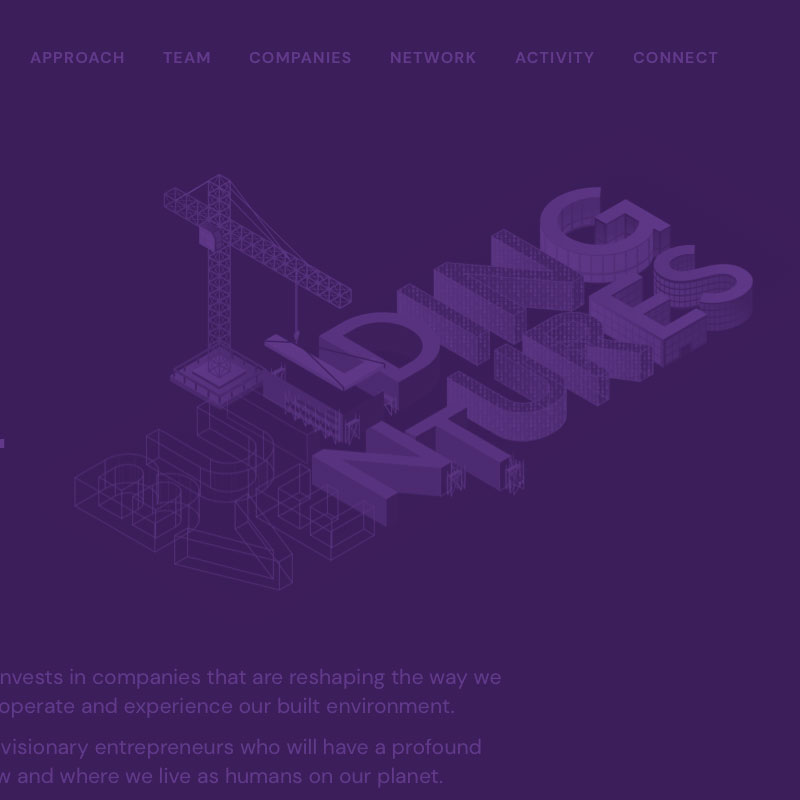 APPROACH TEAM COMPANIES NETWORK ACTIVITY CONNECT
BUILDING
VENTURES
nvests in companies that are reshaping the way we
operate and experience our built environment.
visionary entrepreneurs who will have a profound
w and where we live as humans on our planet.